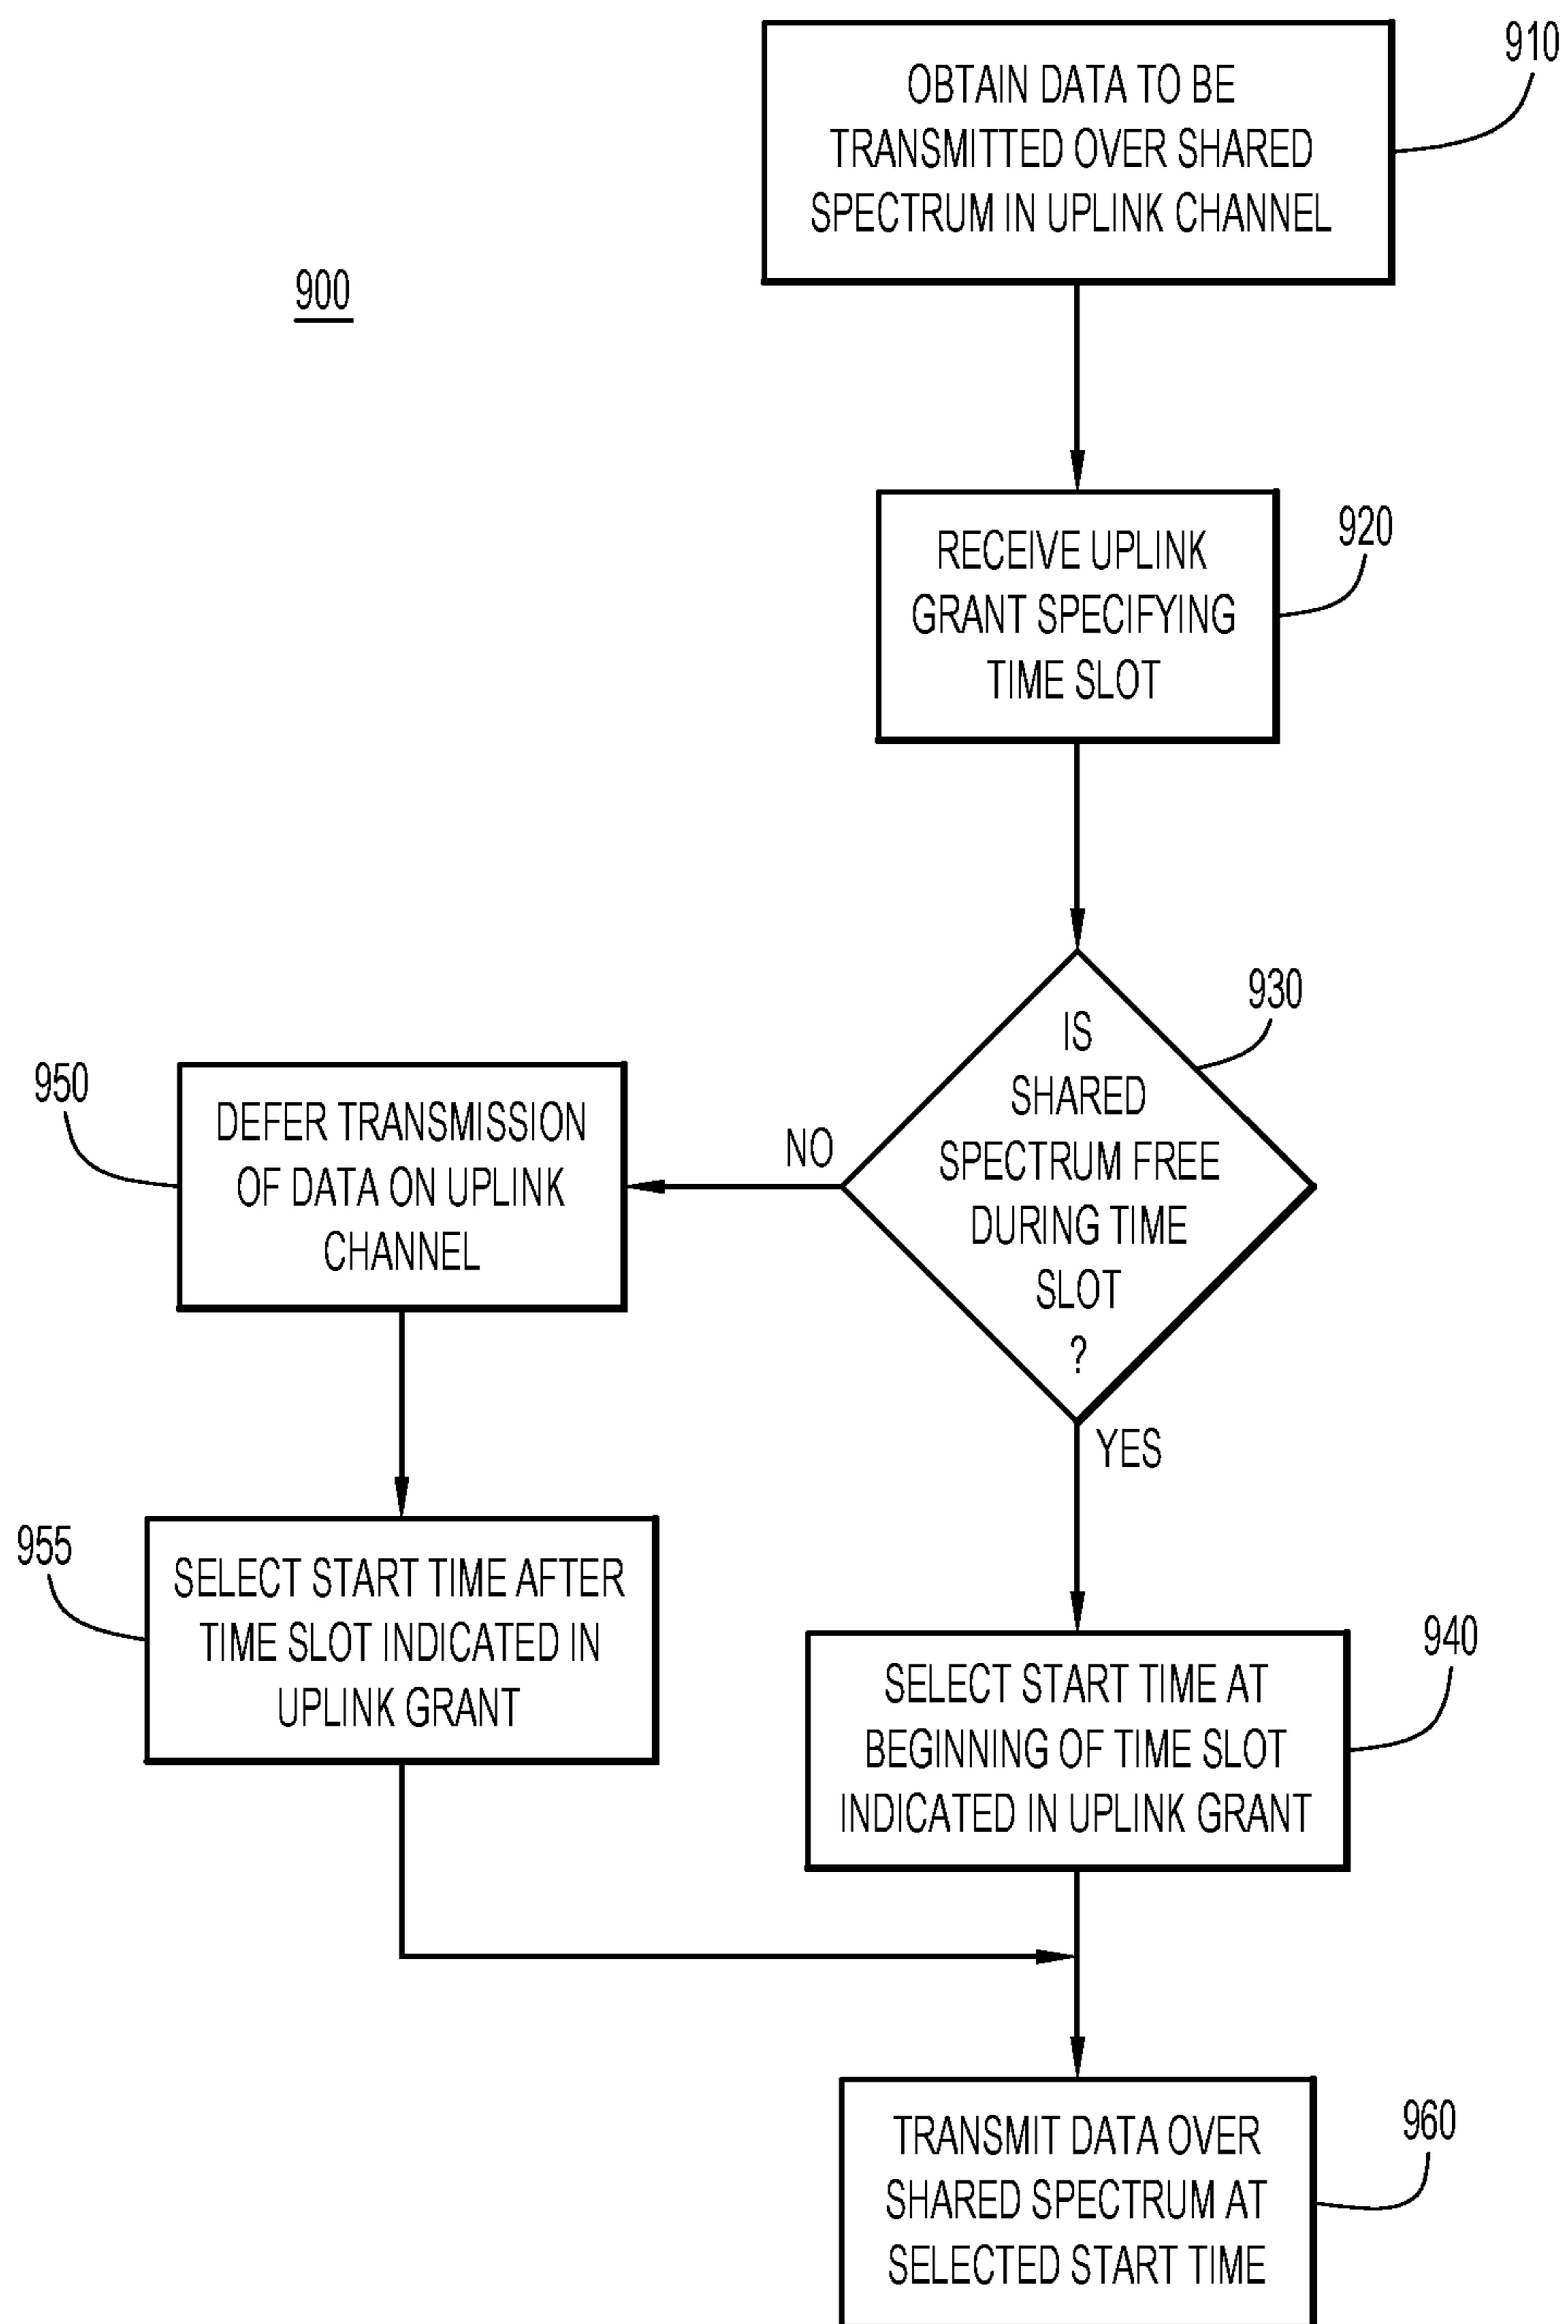 910
OBTAIN DATA TO BE
TRANSMITTED OVER SHARED
SPECTRUM IN UPLINK CHANNEL
900
920
RECEIVE UPLINK
GRANT SPECIFYING
TIME SLOT
930
IS
SHARED
SPECTRUM FREE
DURING TIME
SLOT
?
NO
YES
950
DEFER TRANSMISSION
OF DATA ON UPLINK
CHANNEL
955
SELECT START TIME AFTER
TIME SLOT INDICATED IN
UPLINK GRANT
940
SELECT START TIME AT
BEGINNING OF TIME SLOT
INDICATED IN UPLINK GRANT
960
TRANSMIT DATA OVER
SHARED SPECTRUM AT
SELECTED START TIME